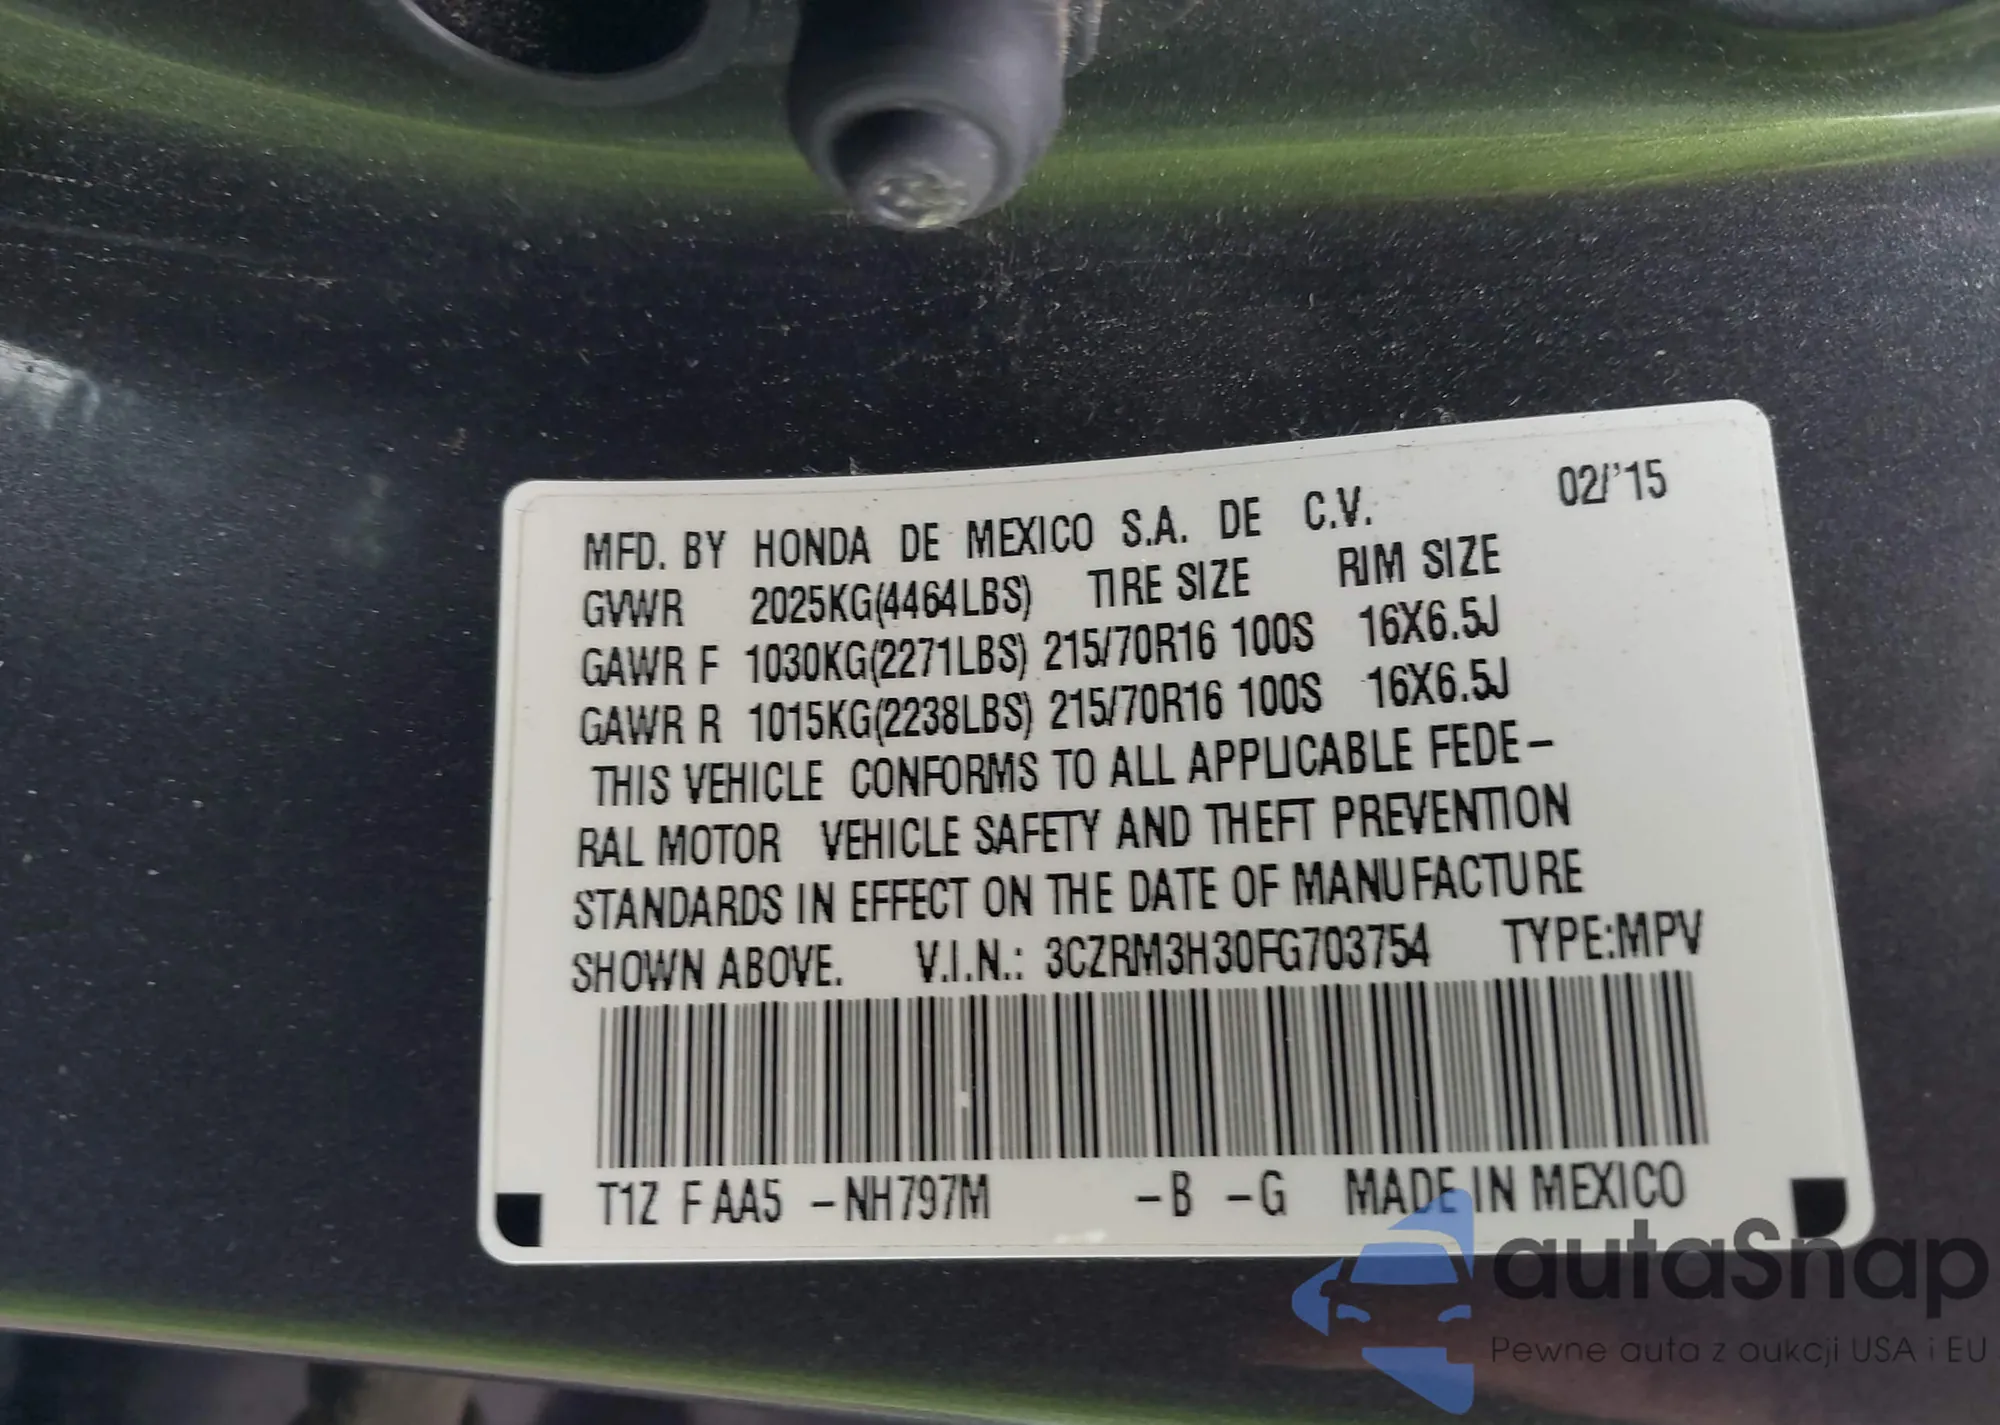 MFD. BY HONDA DE MEXICO S.A. DE C.V. 02/'15
GVWR 2025KG(4464LBS) TIRE SIZE RIM SIZE
GAWR F 1030KG(2271LBS) 215/70R16 100S 16X6.5J
GAWR R 1015KG(2238LBS) 215/70R16 100S 16X6.5J
THIS VEHICLE CONFORMS TO ALL APPLICABLE FEDE-
RAL MOTOR VEHICLE SAFETY AND THEFT PREVENTION
STANDARDS IN EFFECT ON THE DATE OF MANUFACTURE
SHOWN ABOVE. V.I.N.: 3CZRM3H30FG703754 TYPE:MPV
T1Z FAA5 -NH797M -B -G MADE IN MEXICO
autaSnap
Pewne auta z aukcji USA i EU